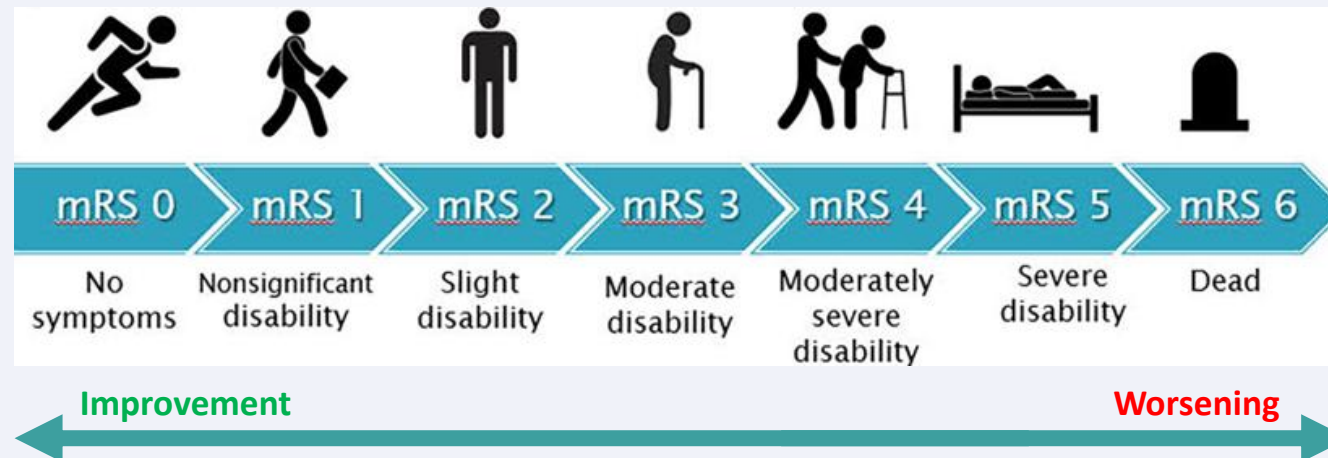 mRS 0
mRS 1
mRS 2
mRS 3
mRS 4
mRS 5
mRS 6
No
symptoms
Nonsignificant
disability
Slight
disability
Moderate
disability
Moderately
severe
disability
Severe
disability
Dead
Improvement
Worsening